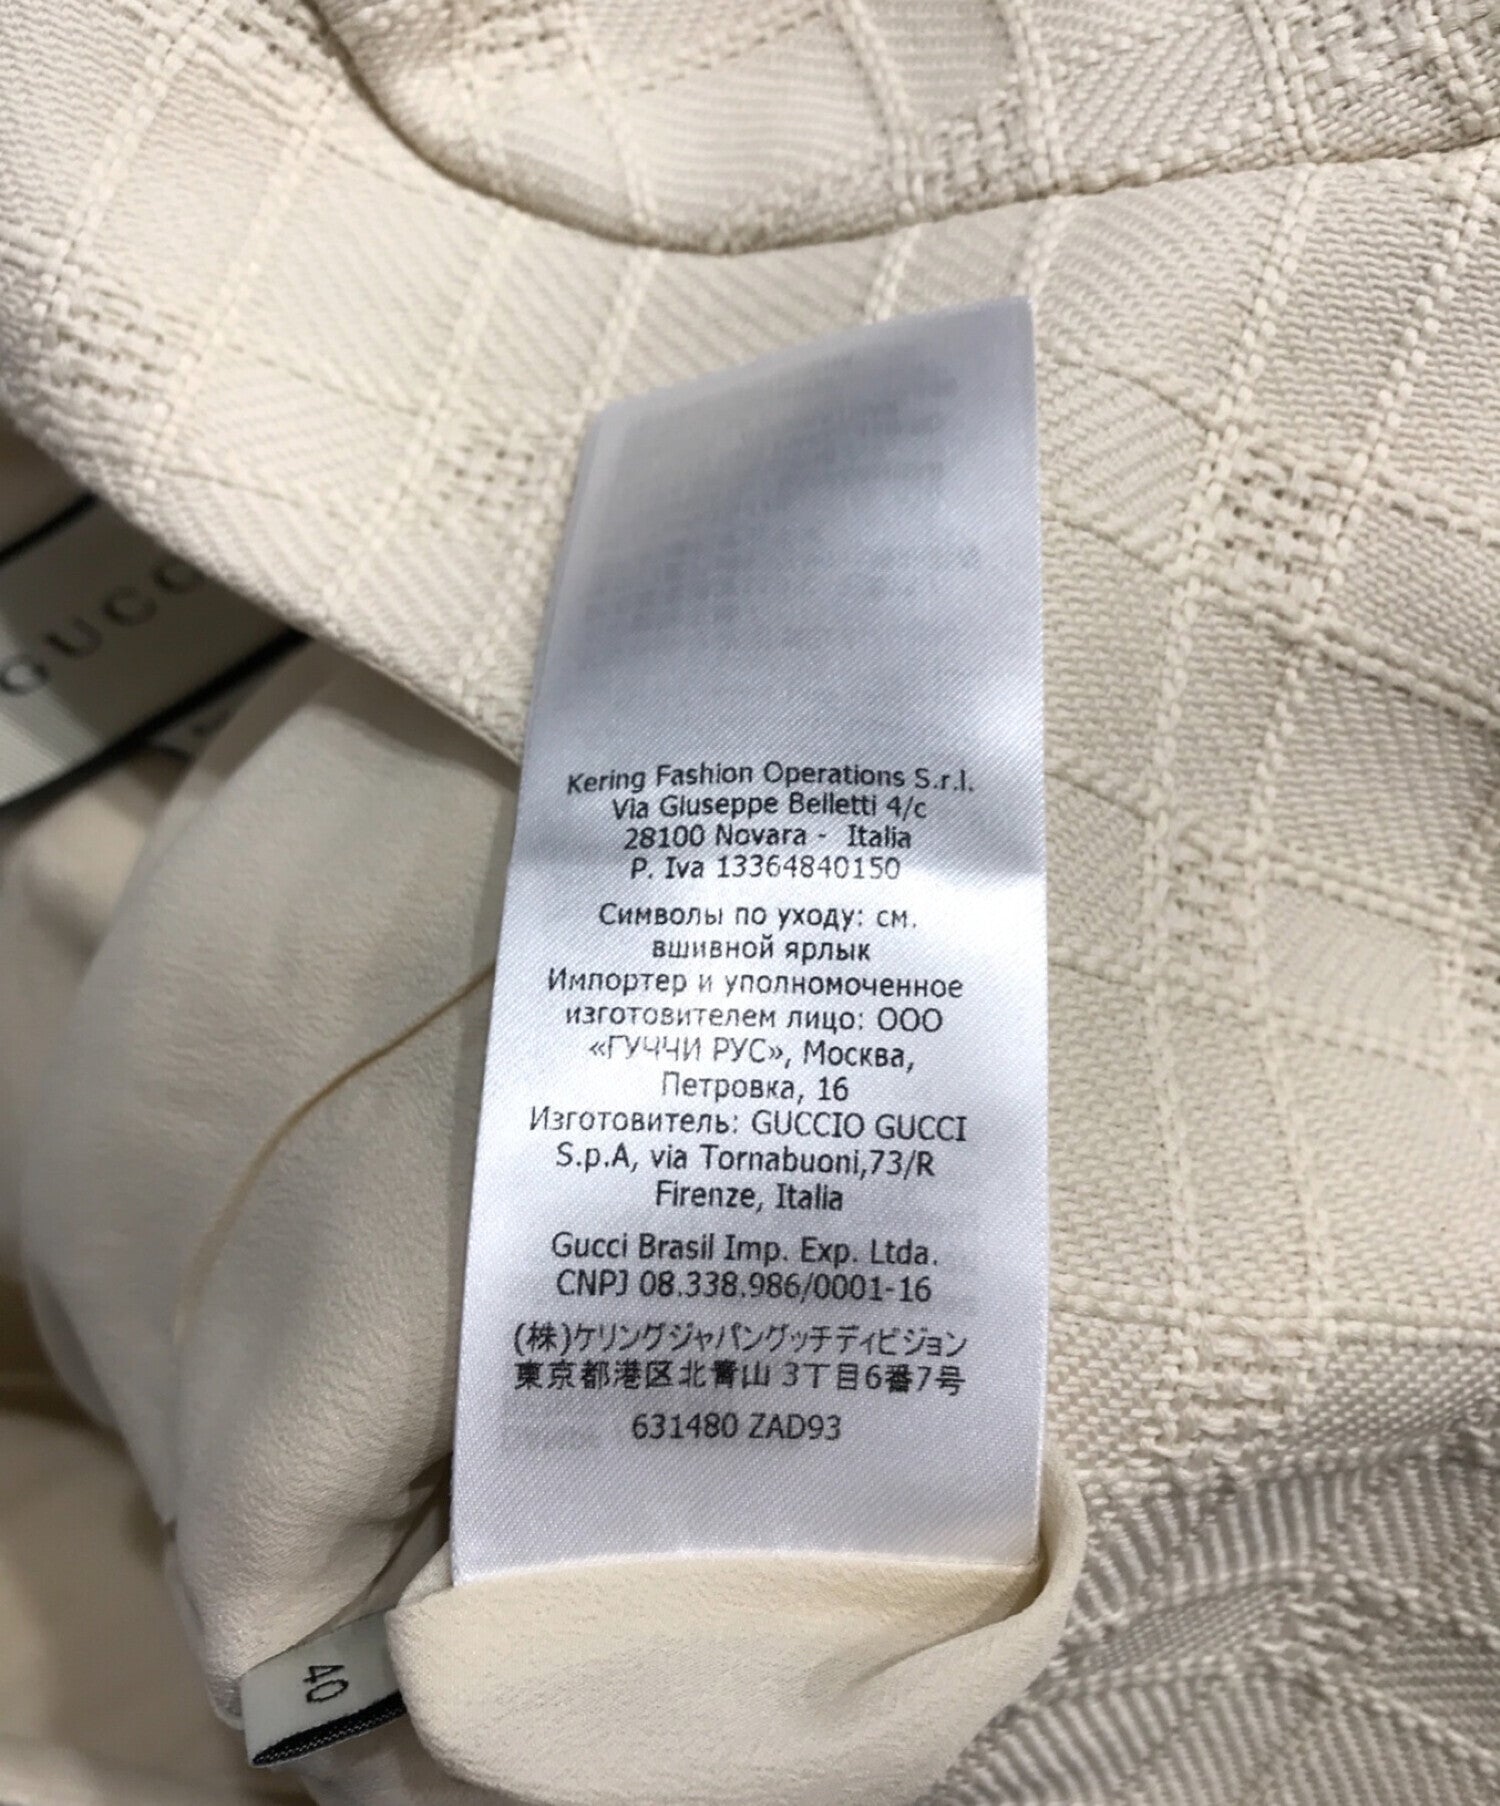 GUCCI
Kering Fashion Operations S.r.l.
Via Giuseppe Belletti 4/c
28100 Novara - Italia
P. Iva 13364840150
Символы по уходу: см.
вшивной ярлык
Импортер и уполномоченное
изготовителем лицо: ООО
«ГУЧЧИ РУС», Москва,
Петровка, 16
Изготовитель: GUCCIO GUCCI
S.p.A, via Tornabuoni,73/R
Firenze, Italia
Gucci Brasil Imp. Exp. Ltda.
CNPJ 08.338.986/0001-16
(株)ケリングジャパングッチディビジョン
東京都港区北青山 3丁目6番7号
631480 ZAD93
40